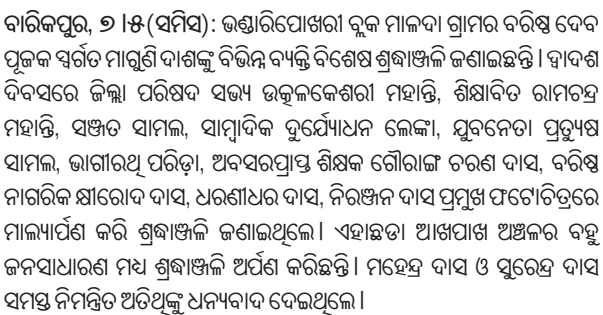 ବାରିକପୁର, ୭ ।୫(ସମିସ): ଭଣ୍ଡାରିପୋଖରୀ ବ୍ଲକ ମାଳଦା ଗ୍ରାମର ବରିଷ୍ଠ ଦେବ
ପୂଜକ ସ୍ୱର୍ଗତ ମାଗୁଣି ଦାଶଙ୍କୁ ବିଭିନ୍ନ ବ୍ୟକ୍ତି ବିଶେଷ ଶ୍ରଦ୍ଧାଞ୍ଜଳି ଜଣାଇଛନ୍ତି । ଦ୍ୱାଦଶ
ଦିବସରେ ଜିଲ୍ଲା ପରିଷଦ ସଭ୍ୟ ଉତ୍କଳକେଶରୀ ମହାନ୍ତି, ଶିକ୍ଷାବିତ ରାମଚନ୍ଦ୍ର
ମହାନ୍ତି, ସଞ୍ଜତ ସାମଲ, ସାମ୍ବାଦିକ ଦୁର୍ଯ୍ୟୋଧନ ଲେଙ୍କା, ଯୁବନେତା ପ୍ରତ୍ୟୁଷ
ସାମଲ, ଭାଗୀରଥି ପରିଡ଼ା, ଅବସରପ୍ରାପ୍ତ ଶିକ୍ଷକ ଗୌରାଙ୍ଗ ଚରଣ ଦାସ, ବରିଷ୍ଠ
ନାଗରିକ କ୍ଷୀରୋଦ ଦାସ, ଧରଣୀଧର ଦାସ, ନିରଞ୍ଜନ ଦାସ ପ୍ରମୁଖ ଫଟୋଚିତ୍ରରେ
ମାଲ୍ୟାର୍ପଣ କରି ଶ୍ରଦ୍ଧାଞ୍ଜଳି ଜଣାଇଥିଲେ । ଏହାଛଡା ଆଖପାଖ ଅଞ୍ଚଳର ବହୁ
ଜନସାଧାରଣ ମଧ୍ୟ ଶ୍ରଦ୍ଧାଞ୍ଜଳି ଅର୍ପଣ କରିଛନ୍ତି । ମହେନ୍ଦ୍ର ଦାସ ଓ ସୁରେନ୍ଦ୍ର ଦାସ
ସମସ୍ତ ନିମନ୍ତ୍ରିତ ଅତିଥିଙ୍କୁ ଧନ୍ୟବାଦ ଦେଇଥିଲେ ।